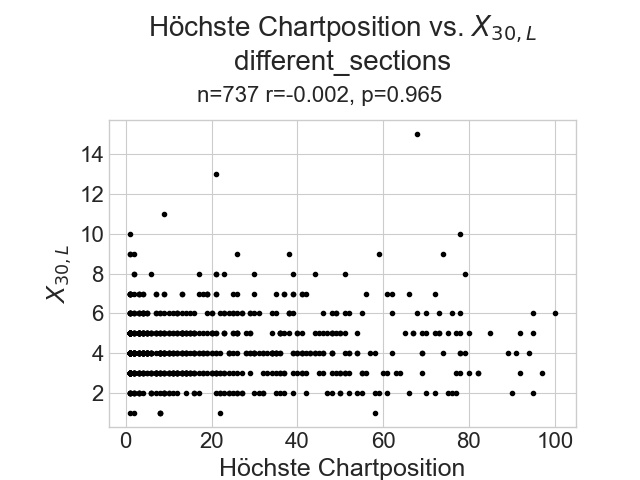 Höchste Chartposition vs. X30, L
different_sections
n=737 r=-0.002, p=0.965
14
12
10
8
6
4
2
X30, L
0 20 40 60 80 100
Höchste Chartposition